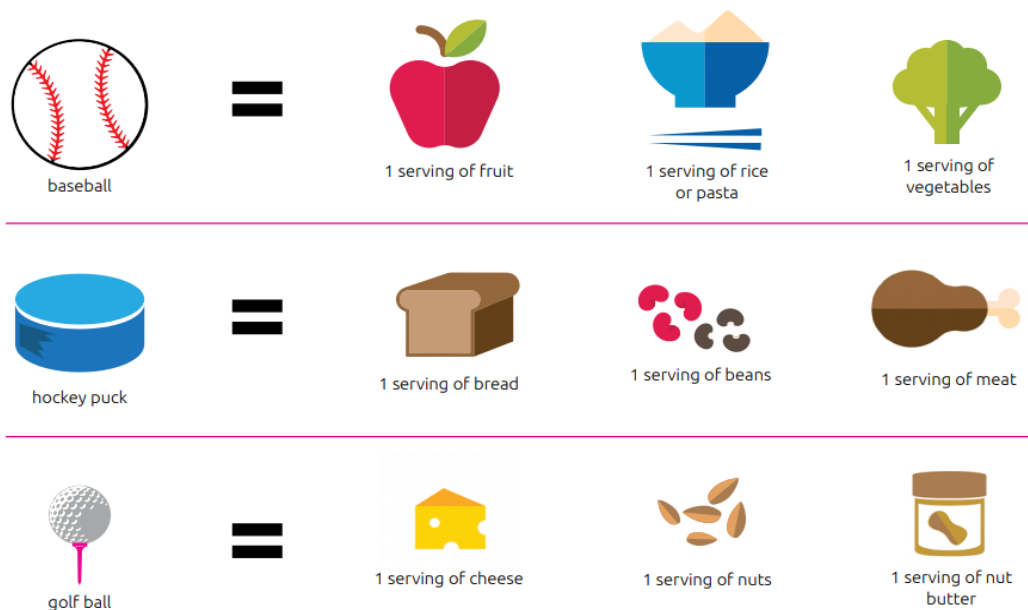 baseball
1 serving of fruit
1 serving of rice
or pasta
1 serving of
vegetables
hockey puck
1 serving of bread
1 serving of beans
1 serving of meat
golf ball
1 serving of cheese
1 serving of nuts
1 serving of nut
butter